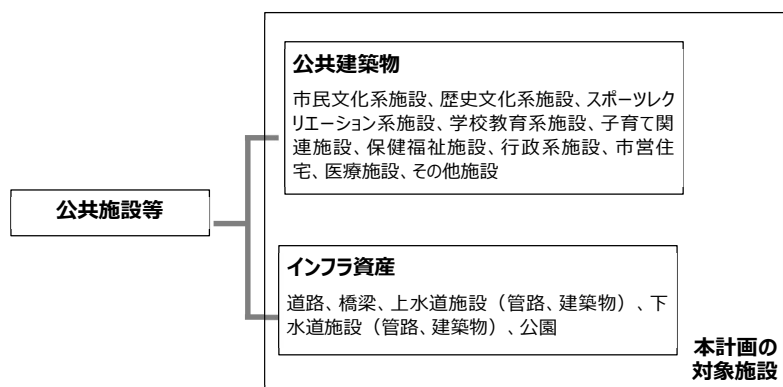 公共建築物
市民文化系施設、歴史文化系施設、スポーツレク
リエーション系施設、学校教育系施設、子育て関
連施設、保健福祉施設、行政系施設、市営住
宅、医療施設、その他施設
公共施設等
インフラ資産
道路、橋梁、上水道施設（管路、建築物）、下
水道施設（管路、建築物）、公園
本計画の
対象施設